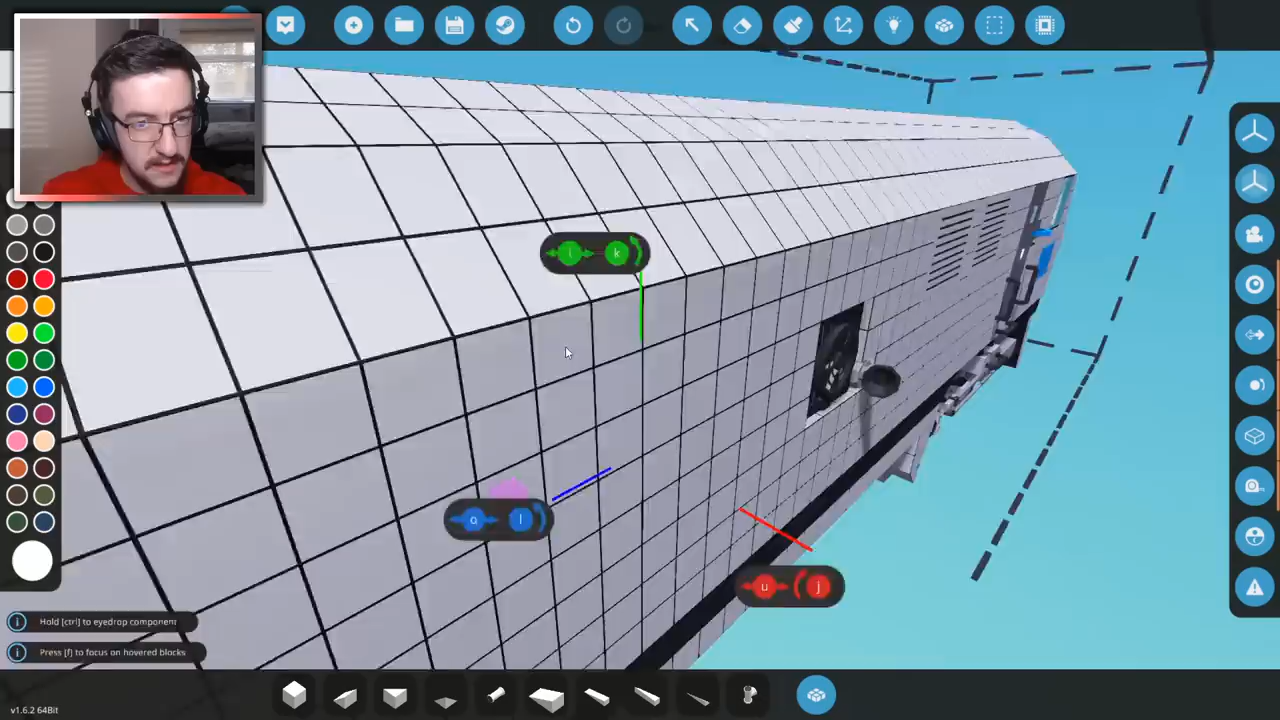 i k
q l
u j
Hold [ctrl] to eyedrop component
Press [f] to focus on hovered blocks
v1.6.2 64Bit